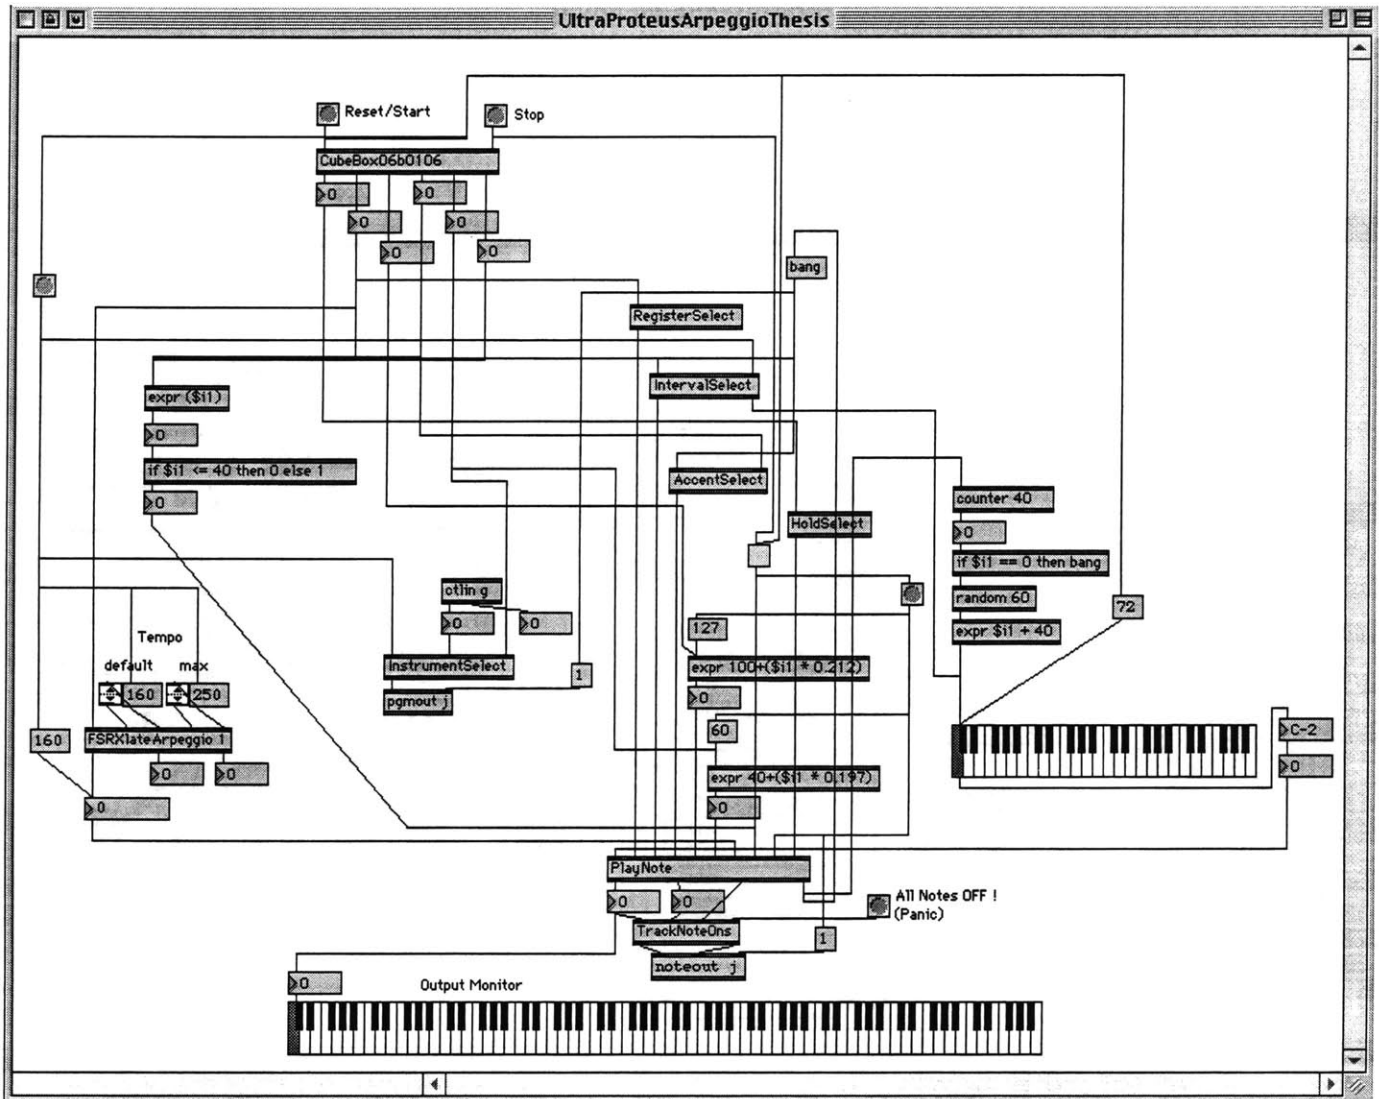 UltraProteusArpeggioThesis
Reset/Start
Stop
CubeBox06b0106
0
0
0
0
0
0
bang
RegisterSelect
IntervalSelect
expr ($i1)
0
if $i1 <= 40 then 0 else 1
0
AccentSelect
HoldSelect
counter 40
0
if $i1 == 0 then bang
random 60
expr $i1 + 40
72
ctlin g
0
0
InstrumentSelect
pgmout j
1
127
expr 100+($i1 * 0.212)
0
60
expr 40+($i1 * 0.197)
0
Tempo
default
max
160
250
160
FSRXlateArpeggio 1
0
0
0
C-2
0
PlayNote
0
0
All Notes OFF !
(Panic)
TrackNoteOns
1
noteout j
0
Output Monitor